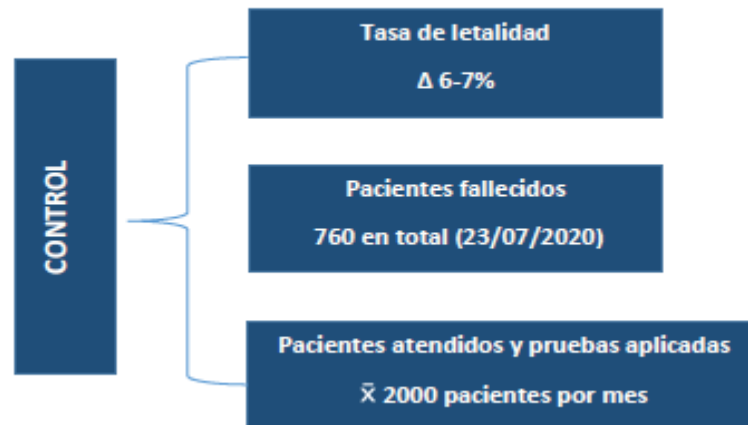 CONTROL
Tasa de letalidad
Δ 6-7%
Pacientes fallecidos
760 en total (23/07/2020)
Pacientes atendidos y pruebas aplicadas
x̄ 2000 pacientes por mes